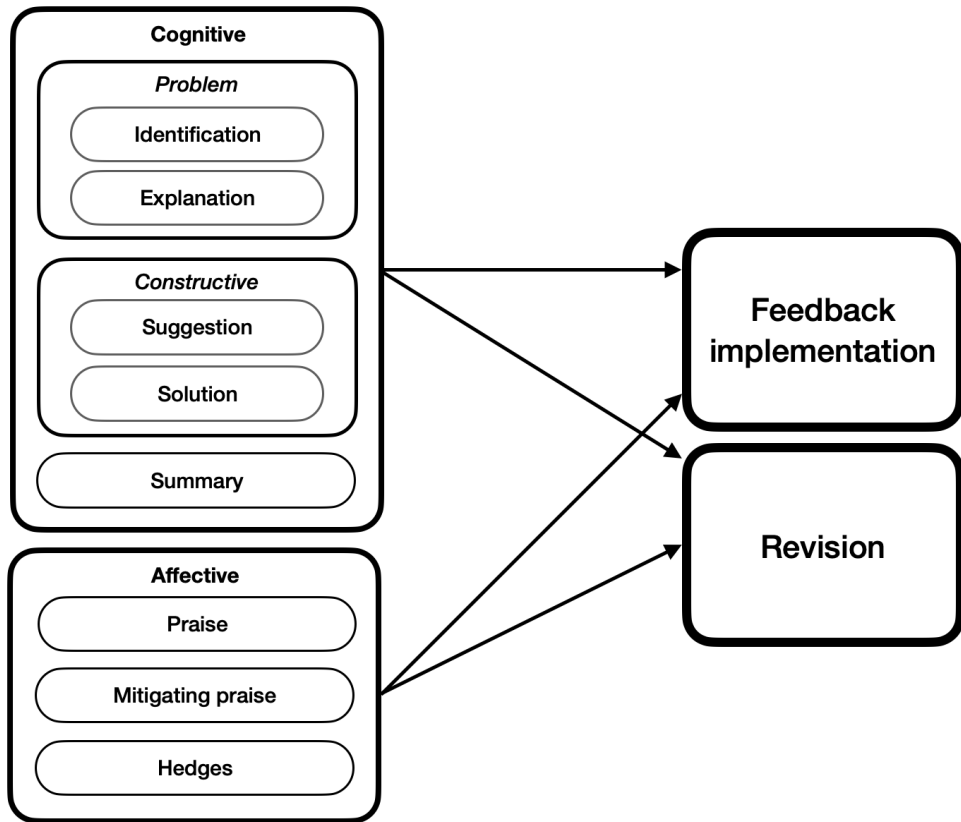 Cognitive
Problem
Identification
Explanation
Constructive
Suggestion
Solution
Summary
Affective
Praise
Mitigating praise
Hedges
Feedback
implementation
Revision